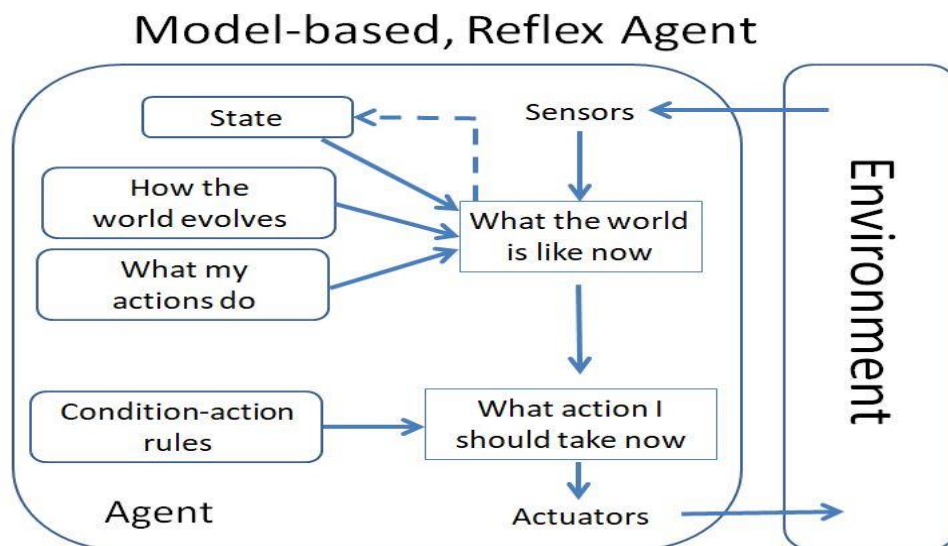 Model-based, Reflex Agent
State
Sensors
How the
world evolves
What the world
is like now
What my
actions do
Condition-action
rules
What action I
should take now
Agent
Actuators
Environment